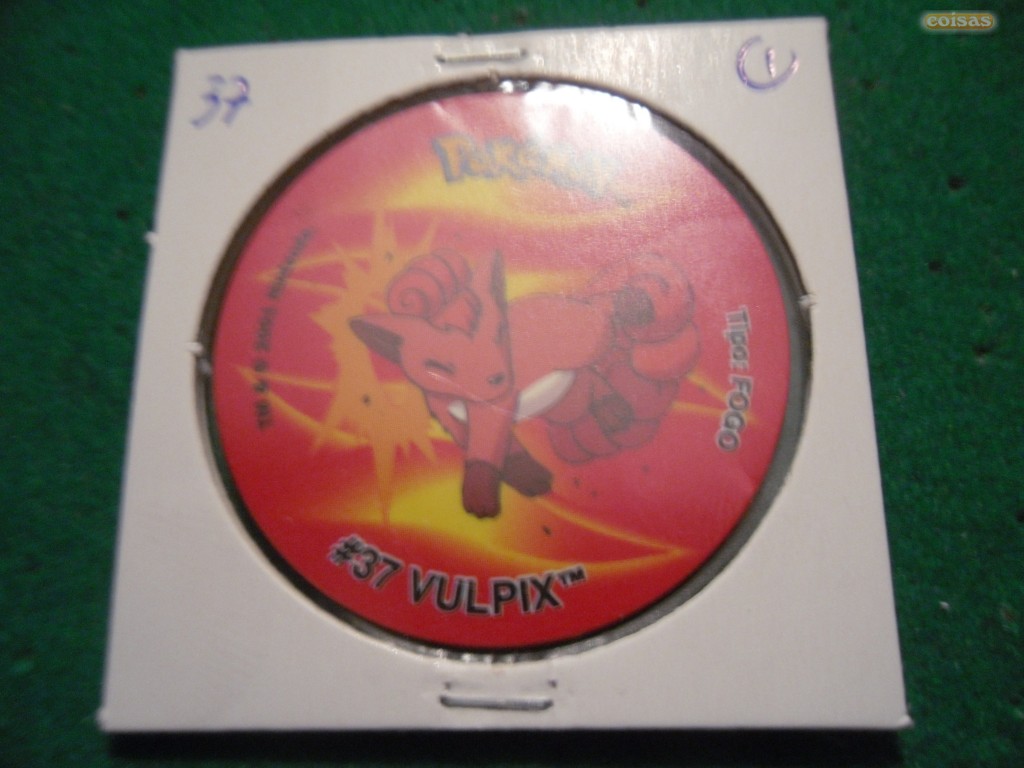 coisas
37
1
Pokémon
Tipo: FOGO
#37 VULPIX™